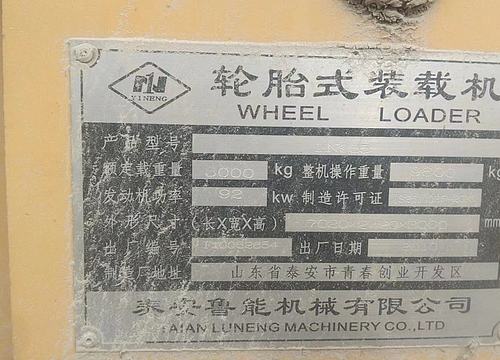 YINENG
轮胎式装载机
WHEEL LOADER
产品型号
额定载重量 3000 kg 整机操作重量
发动机功率 92 kw 制造许可证
外形尺寸 (长X宽X高) mm
出厂编号 出厂日期
制造厂地址 山东省泰安市青春创业开发区
泰安鲁能机械有限公司
TAIAN LUNENG MACHINERY CO.,LTD